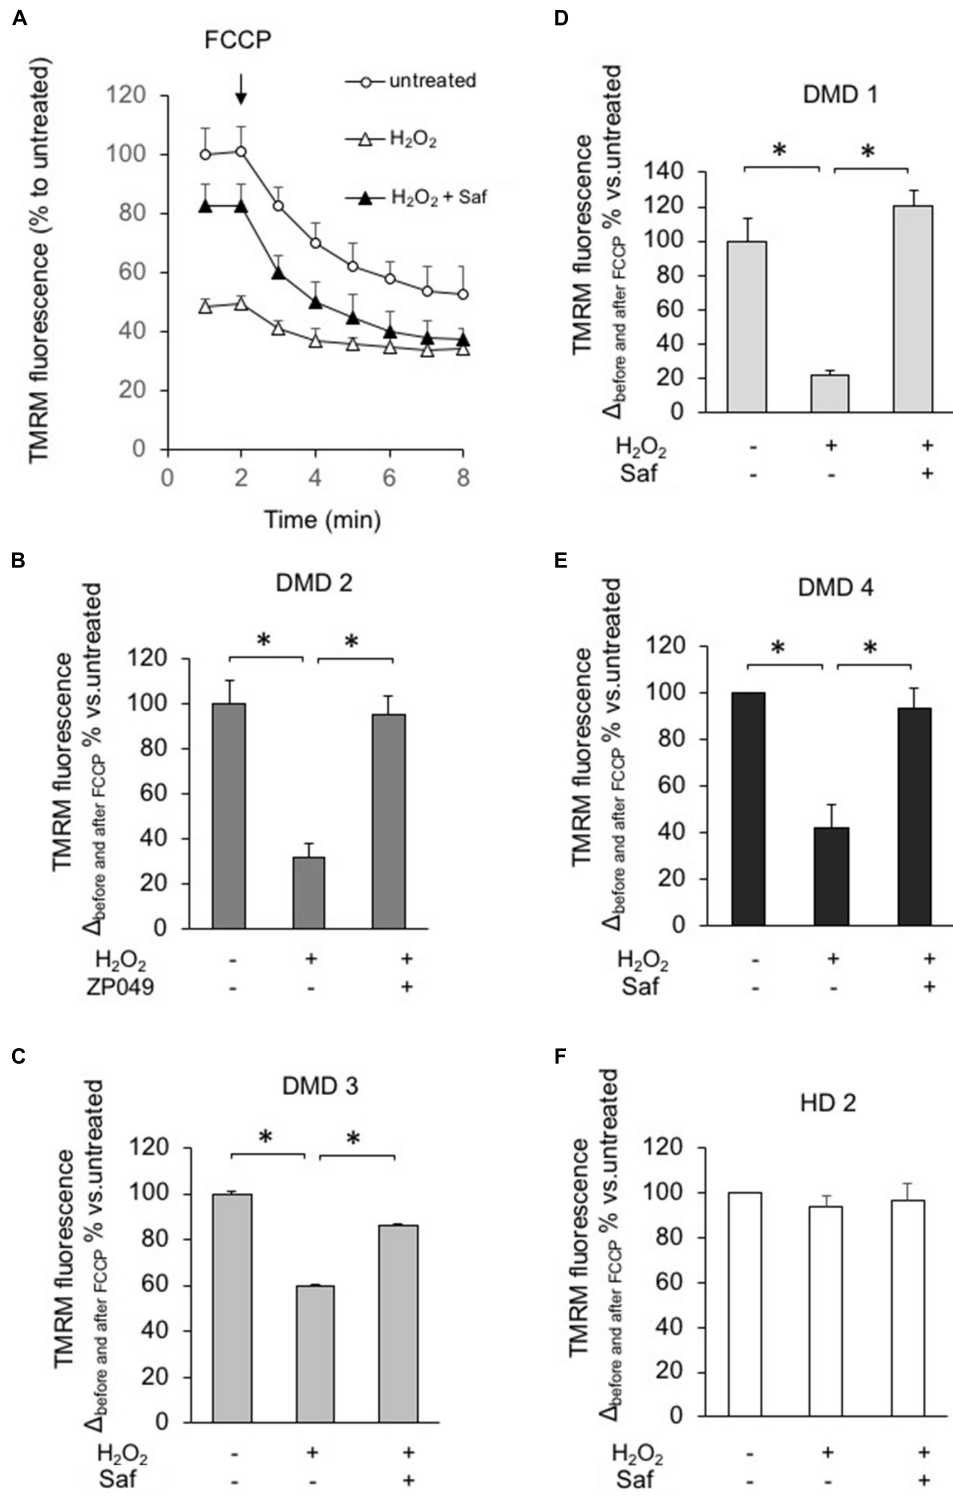 A
FCCP
TMRM fluorescence (% to untreated)
120
100
80
60
40
20
0
0 2 4 6 8
Time (min)
untreated
H₂O₂
H₂O₂ + Saf
D
DMD 1
TMRM fluorescence
Δbefore and after FCCP % vs.untreated
140
120
100
80
60
40
20
0
* *
H₂O₂ - + +
Saf - - +
B
DMD 2
TMRM fluorescence
Δbefore and after FCCP % vs.untreated
120
100
80
60
40
20
0
* *
H₂O₂ - + +
ZP049 - - +
E
DMD 4
TMRM fluorescence
Δbefore and after FCCP % vs.untreated
120
100
80
60
40
20
0
* *
H₂O₂ - + +
Saf - - +
C
DMD 3
TMRM fluorescence
Δbefore and after FCCP % vs.untreated
120
100
80
60
40
20
0
* *
H₂O₂ - + +
Saf - - +
F
HD 2
TMRM fluorescence
Δbefore and after FCCP % vs.untreated
120
100
80
60
40
20
0
H₂O₂ - + +
Saf - - +